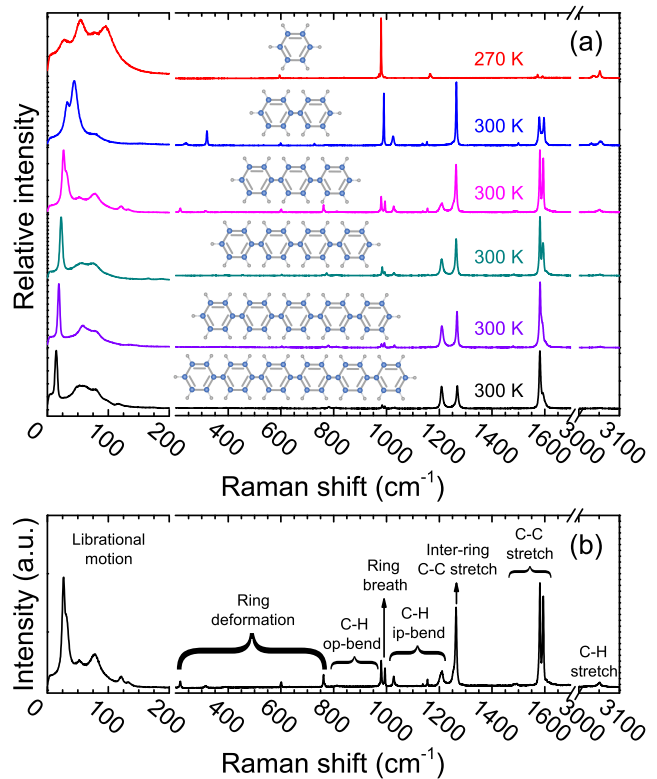 (a)
270 K
300 K
300 K
300 K
300 K
300 K
Relative intensity
0
100
200
400
600
800
1000
1200
1400
1600
3000
3100
Raman shift (cm-1)
(b)
Librational
motion
Ring
deformation
C-H
op-bend
Ring
breath
C-H
ip-bend
Inter-ring
C-C stretch
C-C
stretch
C-H
stretch
Intensity (a.u.)
0
100
200
400
600
800
1000
1200
1400
1600
3000
3100
Raman shift (cm-1)